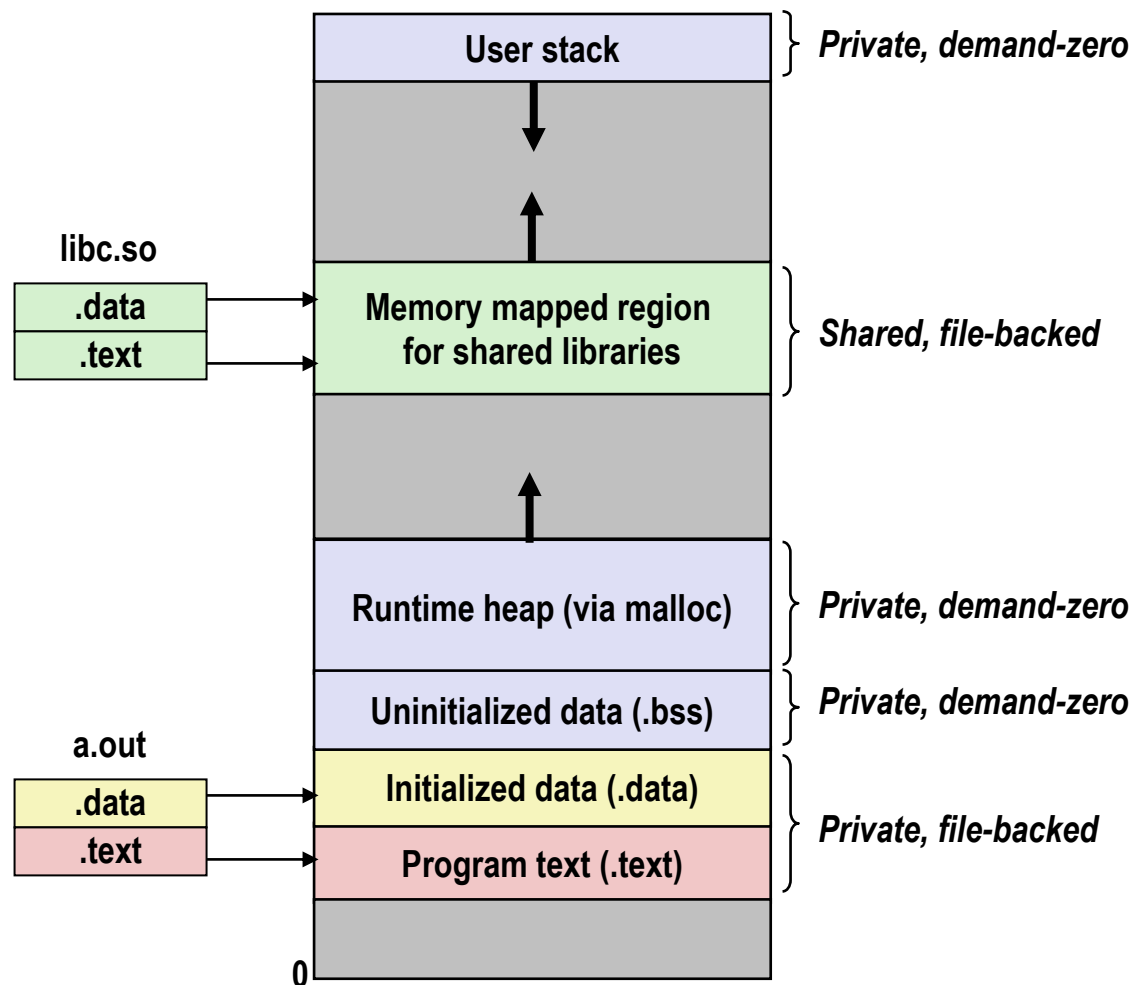 User stack
Private, demand-zero
libc.so
.data
.text
Memory mapped region
for shared libraries
Shared, file-backed
Runtime heap (via malloc)
Private, demand-zero
Uninitialized data (.bss)
Private, demand-zero
a.out
.data
.text
Initialized data (.data)
Program text (.text)
Private, file-backed
0